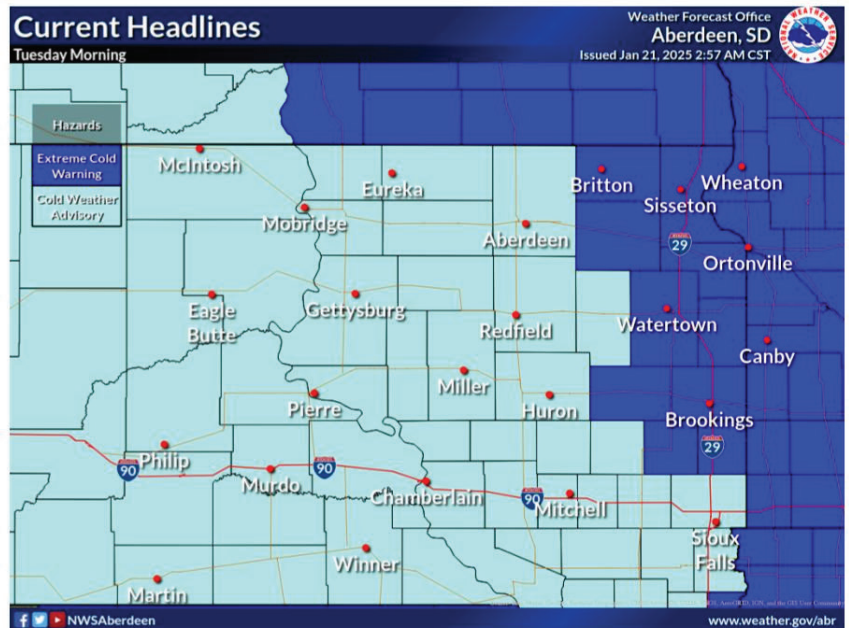 Current Headlines
Tuesday Morning
Weather Forecast Office
Aberdeen, SD
Issued Jan 21, 2025 2:57 AM CST
NATIONAL WEATHER SERVICE
Hazards
Extreme Cold
Warning
Cold Weather
Advisory
McIntosh
Eureka
Britton
Wheaton
Sisseton
Mobridge
Aberdeen
29
Ortonville
Eagle
Butte
Gettysburg
Redfield
Watertown
Canby
Miller
Pierre
Huron
Brookings
29
Philip
90
90
Murdo
Chamberlain
90
Mitchell
Sioux
Falls
Winner
Martin
NWSAberdeen
www.weather.gov/abr